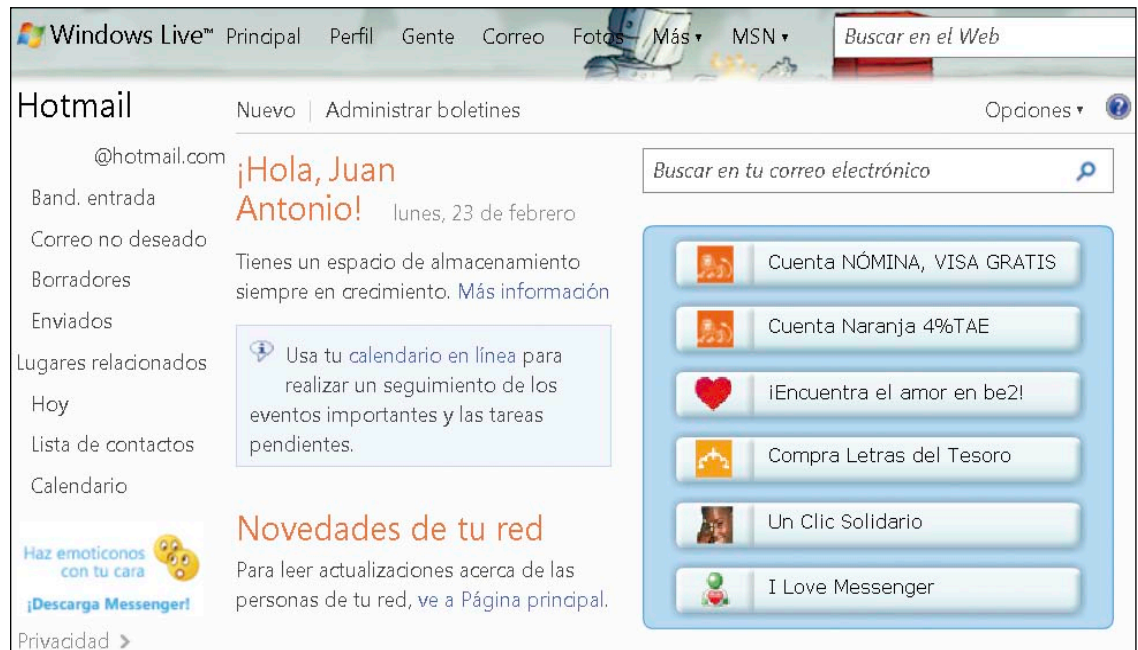 Windows Live™ Principal Perfil Gente Correo Fotos Más MSN Buscar en el Web
Hotmail
Nuevo | Administrar boletines Opciones
@hotmail.com
Band. entrada
Correo no deseado
Borradores
Enviados
Lugares relacionados
Hoy
Lista de contactos
Calendario
Haz emoticonos
con tu cara
¡Descarga Messenger!
Privacidad
¡Hola, Juan
Antonio! lunes, 23 de febrero
Tienes un espacio de almacenamiento
siempre en crecimiento. Más información
Usa tu calendario en línea para
realizar un seguimiento de los
eventos importantes y las tareas
pendientes.
Novedades de tu red
Para leer actualizaciones acerca de las
personas de tu red, ve a Página principal.
Buscar en tu correo electrónico
Cuenta NÓMINA, VISA GRATIS
Cuenta Naranja 4%TAE
¡Encuentra el amor en be2!
Compra Letras del Tesoro
Un Clic Solidario
I Love Messenger